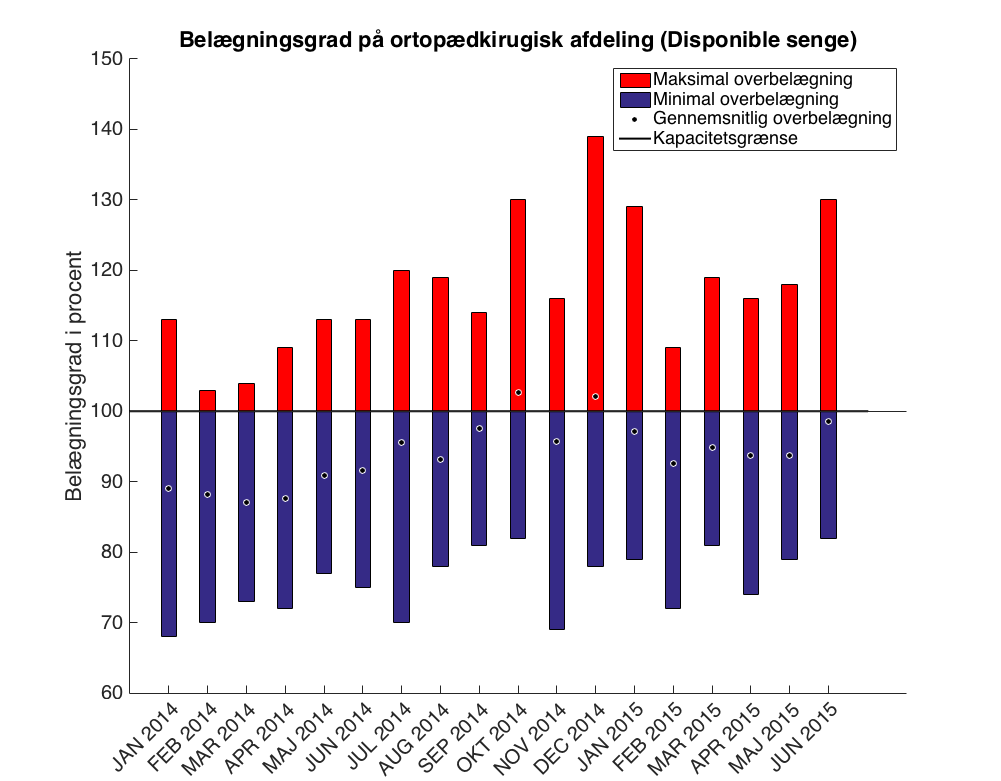 Belægningsgrad på ortopædkirugisk afdeling (Disponible senge)
Maksimal overbelægning
Minimal overbelægning
Gennemsnitlig overbelægning
Kapacitetsgrænse
Belægningsgrad i procent
150
140
130
120
110
100
90
80
70
60
JAN 2014
FEB 2014
MAR 2014
APR 2014
MAJ 2014
JUN 2014
JUL 2014
AUG 2014
SEP 2014
OKT 2014
NOV 2014
DEC 2014
JAN 2015
FEB 2015
MAR 2015
APR 2015
MAJ 2015
JUN 2015